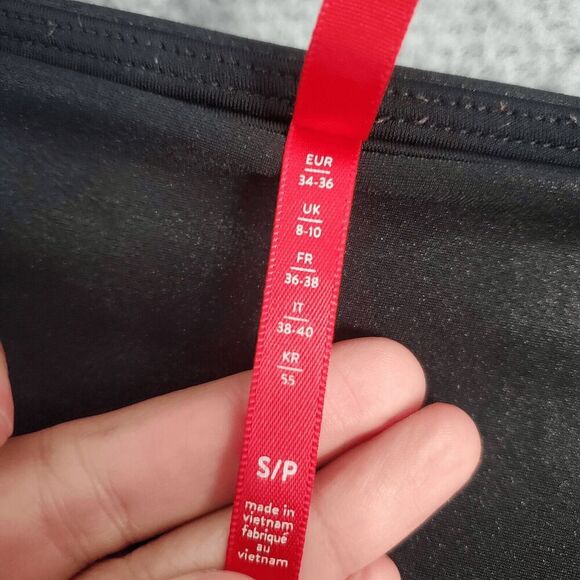 EUR
34-36
UK
8-10
FR
36-38
IT
38-40
KR
55
S/P
made in
vietnam
fabriqué
au
vietnam